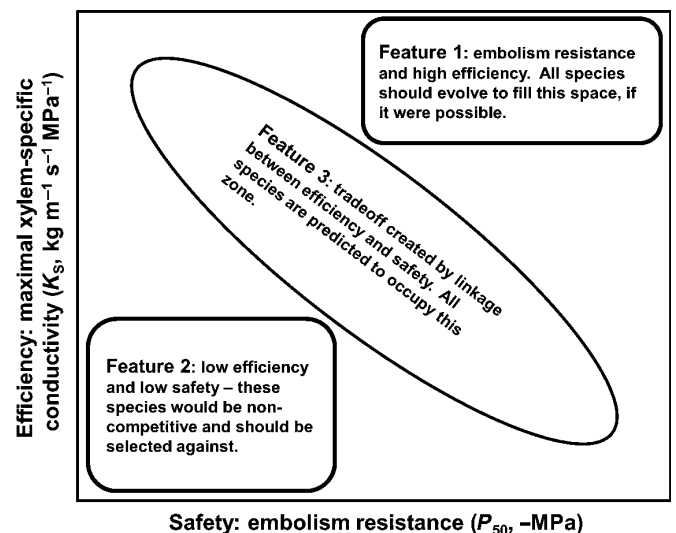 Efficiency: maximal xylem-specific
conductivity (KS, kg m−1 s−1 MPa−1)
Feature 1: embolism resistance
and high efficiency. All species
should evolve to fill this space, if
it were possible.
Feature 3: tradeoff created by linkage
between efficiency and safety. All
species are predicted to occupy this
zone.
Feature 2: low efficiency
and low safety – these
species would be non-
competitive and should be
selected against.
Safety: embolism resistance (P50, –MPa)